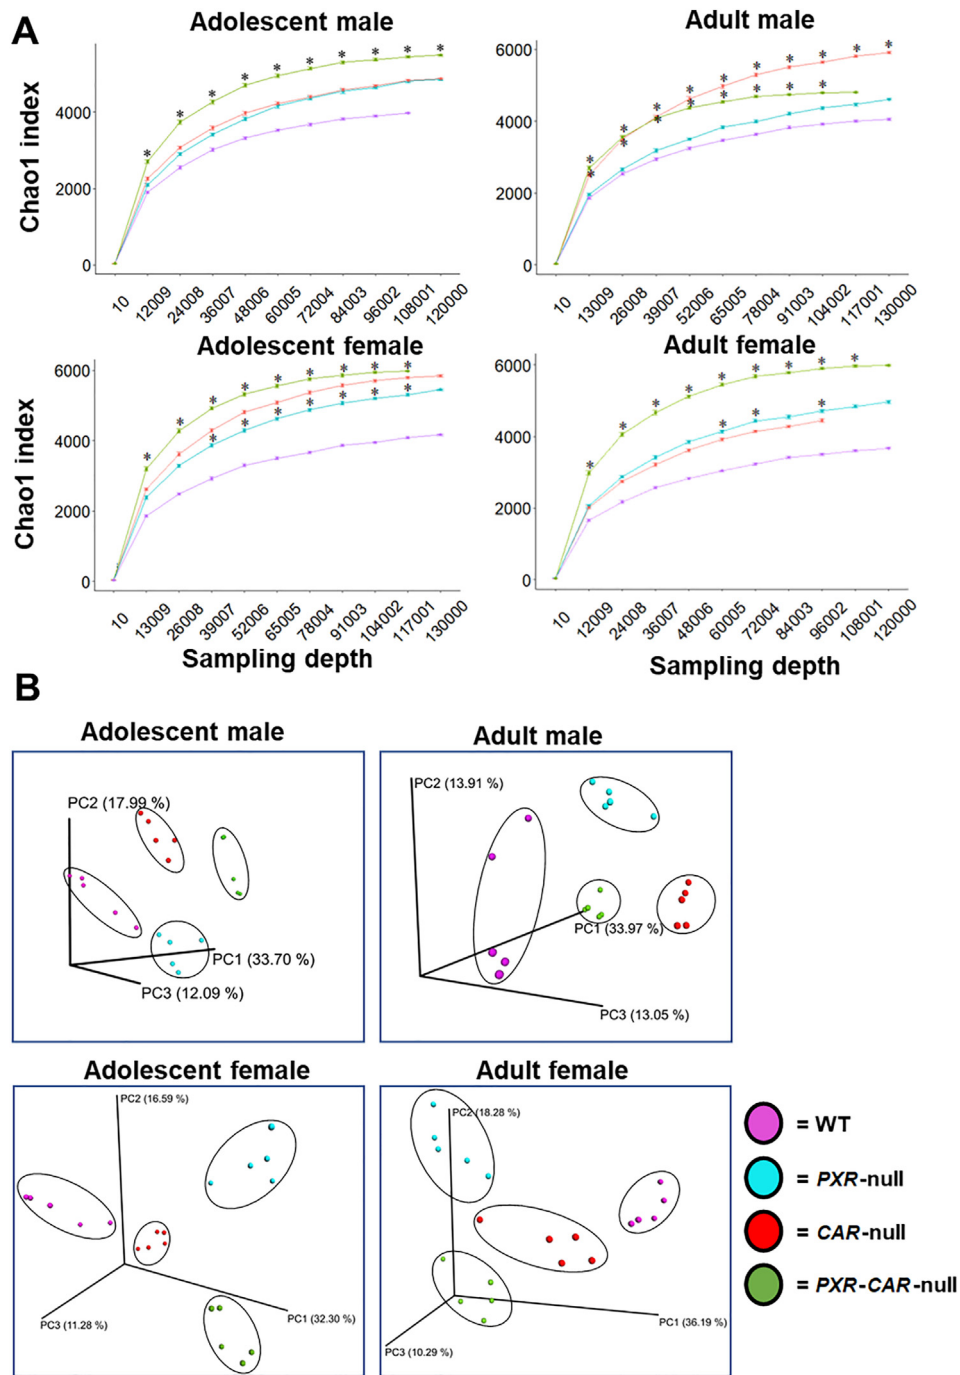 A
Adolescent male
Adult male
Chao1 index
4000
2000
0
10 12009 24008 36007 48006 60005 72004 84003 96002 108001 120000
6000
4000
2000
0
10 13009 26008 39007 52006 65005 78004 91003 104002 117001 130000
Adolescent female
Adult female
Chao1 index
6000
4000
2000
0
10 13009 26008 39007 52006 65005 78004 91003 104002 117001 130000
Sampling depth
6000
4000
2000
0
10 12009 24008 36007 48006 60005 72004 84003 96002 108001 120000
Sampling depth
B
Adolescent male
PC2 (17.99 %)
PC1 (33.70 %)
PC3 (12.09 %)
Adult male
PC2 (13.91 %)
PC1 (33.97 %)
PC3 (13.05 %)
Adolescent female
PC2 (16.59 %)
PC1 (32.30 %)
PC3 (11.28 %)
Adult female
PC2 (18.28 %)
PC1 (36.19 %)
PC3 (10.29 %)
= WT
= PXR-null
= CAR-null
= PXR-CAR-null